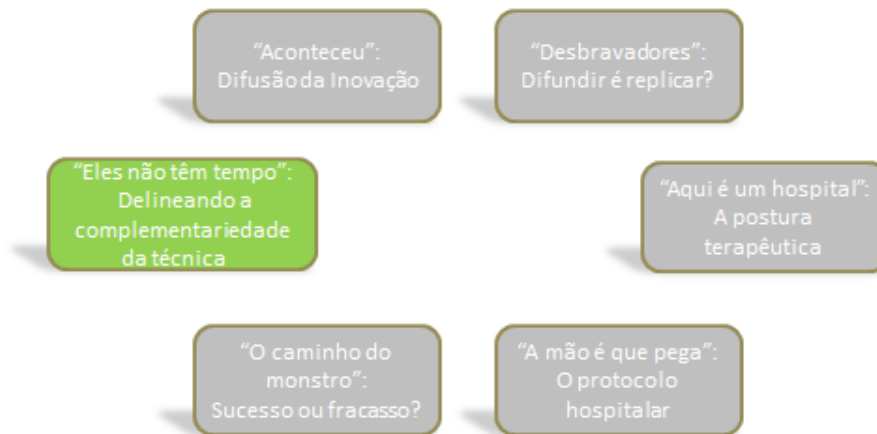 “Aconteceu”:
Difusão da Inovação
“Desbravadores”:
Difundir é replicar?
“Eles não têm tempo”:
Delineando a
complementariedade
da técnica
“Aqui é um hospital”:
A postura
terapêutica
“O caminho do
monstro”:
Sucesso ou fracasso?
“A mão é que pega”:
O protocolo
hospitalar